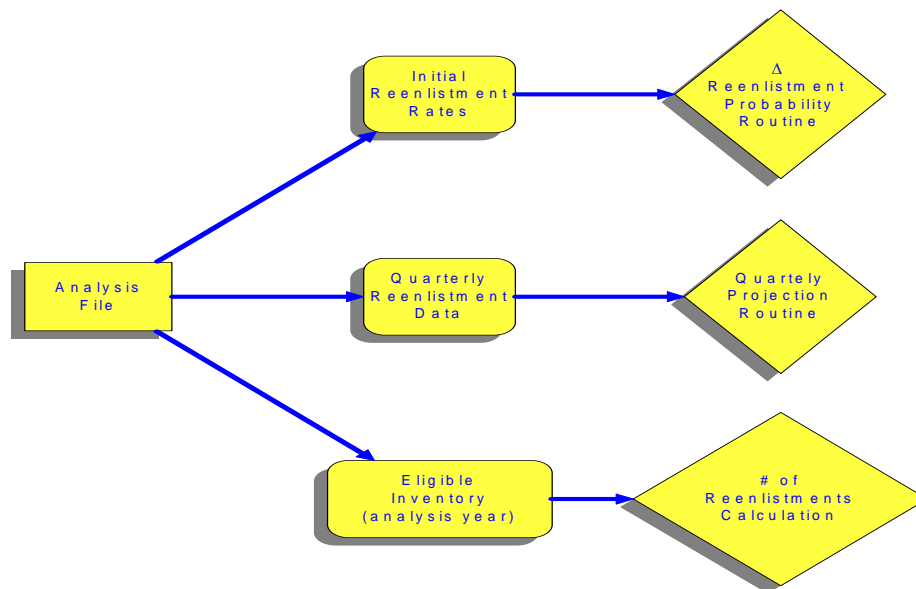 Initial
Reenlistment
Rates
Δ
Reenlistment
Probability
Routine
Analysis
File
Quarterly
Reenlistment
Data
Quartely
Projection
Routine
Eligible
Inventory
(analysis year)
# of
Reenlistments
Calculation